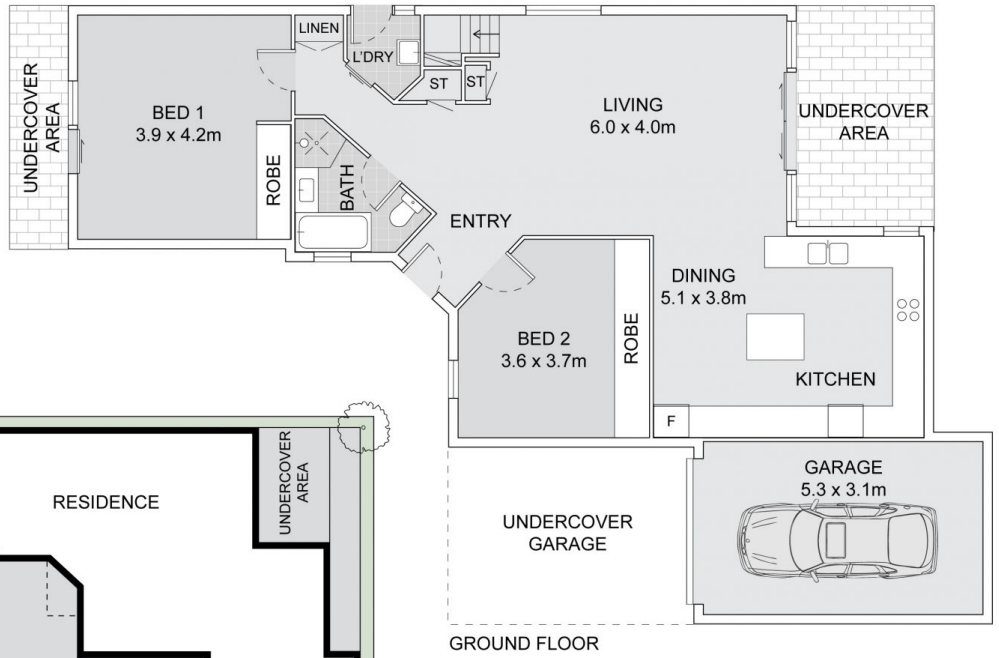 LINEN
L'DRY
ST
ST
BED 1
3.9 x 4.2m
ROBE
BATH
UNDERCOVER
AREA
LIVING
6.0 x 4.0m
UNDERCOVER
AREA
ENTRY
DINING
5.1 x 3.8m
BED 2
3.6 x 3.7m
ROBE
KITCHEN
F
GARAGE
5.3 x 3.1m
UNDERCOVER
GARAGE
RESIDENCE
UNDERCOVER
AREA
GROUND FLOOR